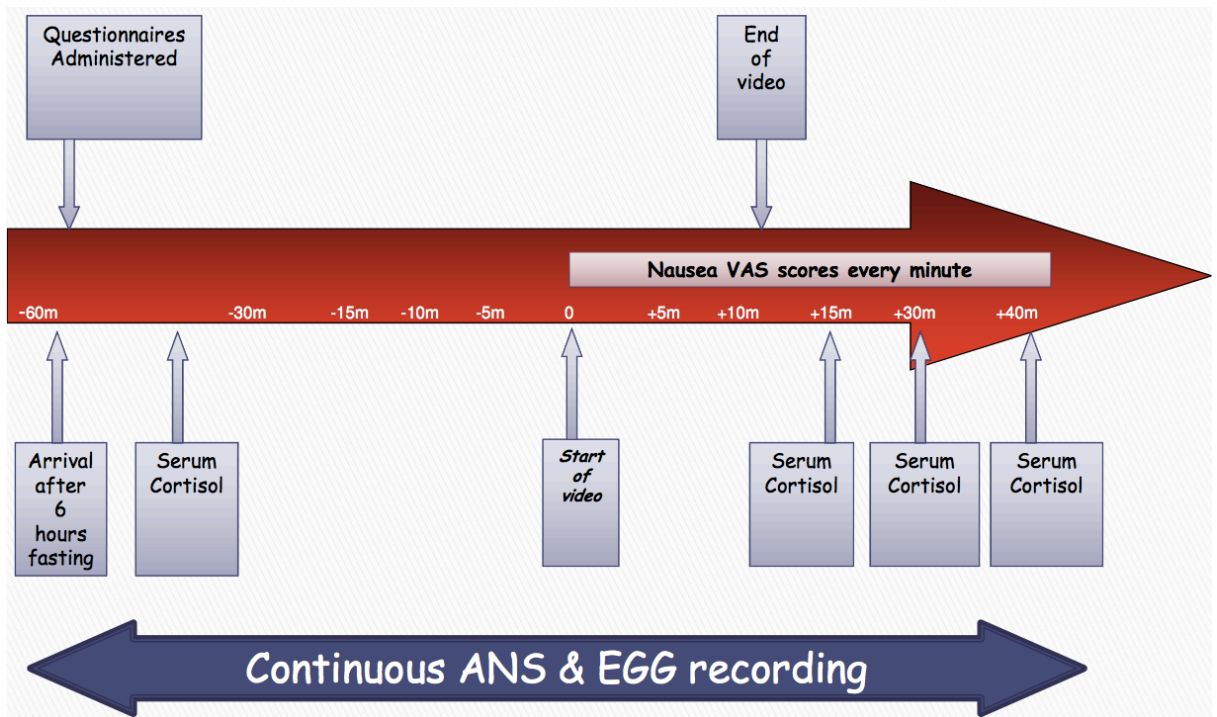 Questionnaires
Administered
End
of
video
Nausea VAS scores every minute
-60m -30m -15m -10m -5m 0 +5m +10m +15m +30m +40m
Arrival
after
6
hours
fasting
Serum
Cortisol
Start
of
video
Serum
Cortisol
Serum
Cortisol
Serum
Cortisol
Continuous ANS & EGG recording